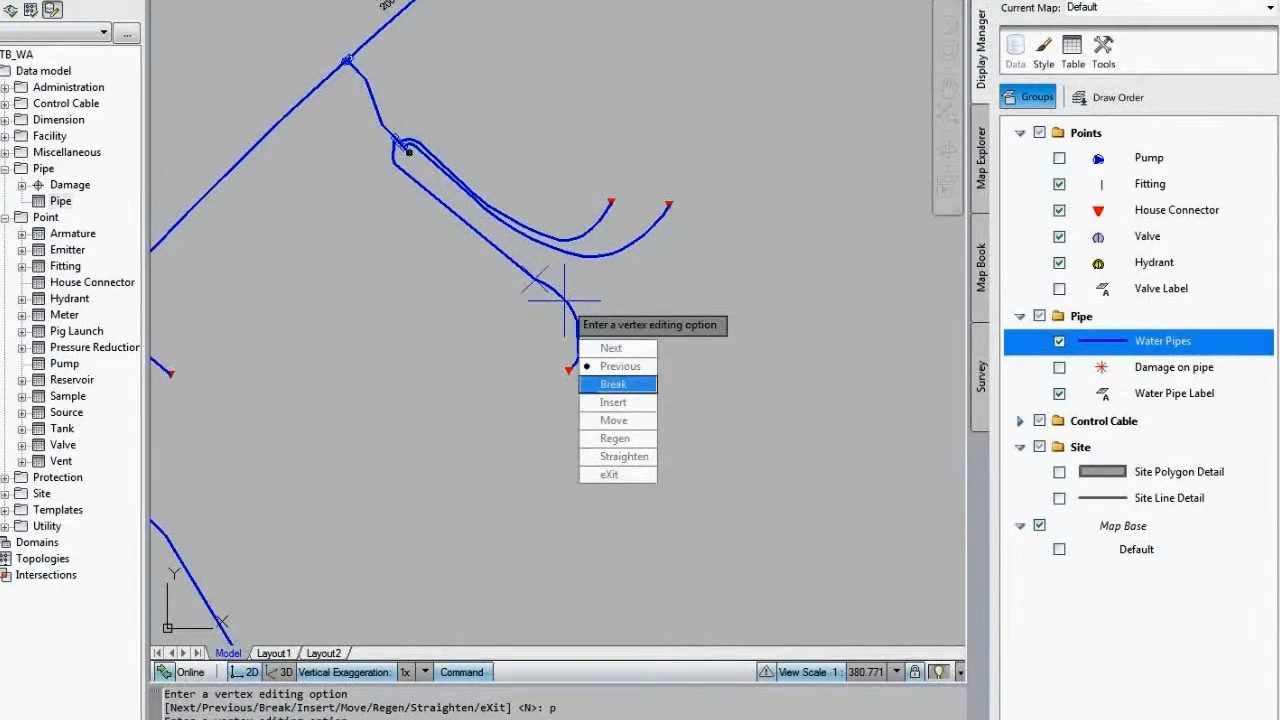 ...
TB_WA
Data model
Administration
Control Cable
Dimension
Facility
Miscellaneous
Pipe
Damage
Pipe
Point
Armature
Emitter
Fitting
House Connector
Hydrant
Meter
Pig Launch
Pressure Reduction
Pump
Reservoir
Sample
Source
Tank
Valve
Vent
Protection
Site
Templates
Utility
Domains
Topologies
Intersections
200
Enter a vertex editing option
Next
Previous
Break
Insert
Move
Regen
Straighten
eXit
Y
X
Model
Layout1
Layout2
Online
2D
3D
Vertical Exaggeration:
1x
Command
View Scale
1 :
380.771
Enter a vertex editing option
[Next/Previous/Break/Insert/Move/Regen/Straighten/eXit] <N>: p
Enter a vertex editing option
Display Manager
Map Explorer
Map Book
Survey
Current Map:
Default
Data
Style
Table
Tools
Groups
Draw Order
Points
Pump
Fitting
House Connector
Valve
Hydrant
Valve Label
Pipe
Water Pipes
Damage on pipe
Water Pipe Label
Control Cable
Site
Site Polygon Detail
Site Line Detail
Map Base
Default